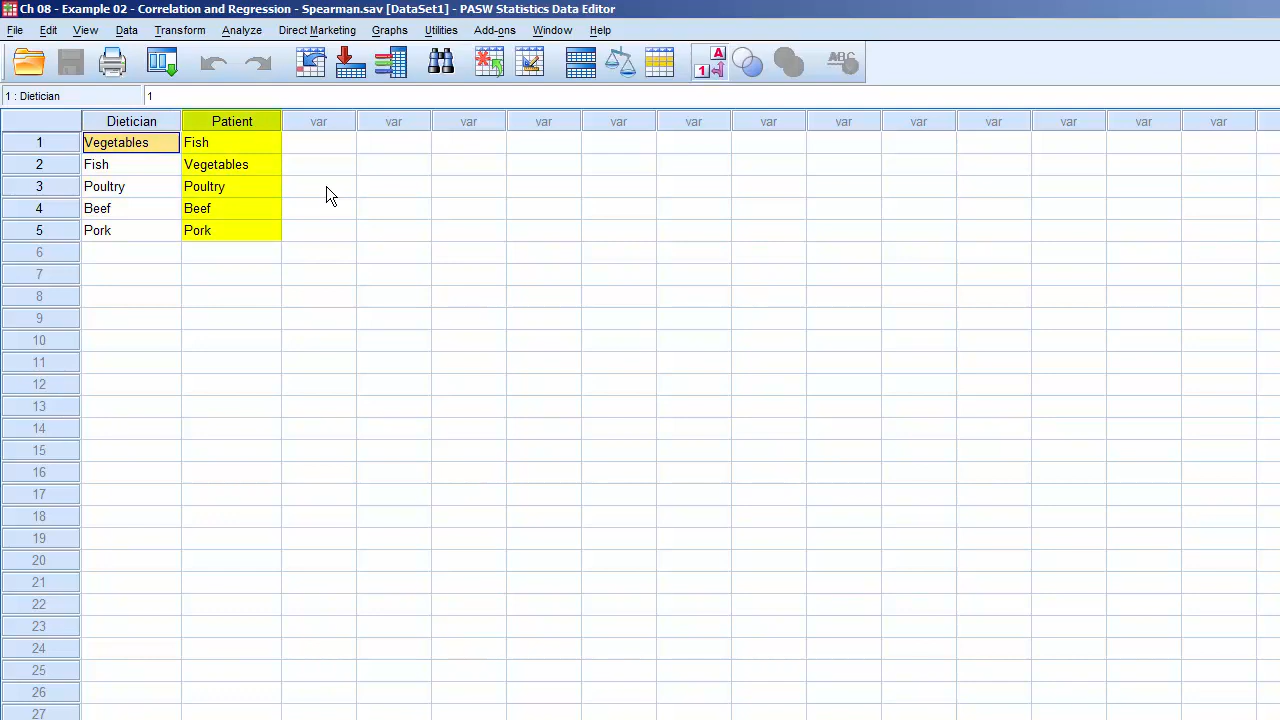 Ch 08 - Example 02 - Correlation and Regression - Spearman.sav [DataSet1] - PASW Statistics Data Editor
File Edit View Data Transform Analyze Direct Marketing Graphs Utilities Add-ons Window Help
A 1 ABC
1 : Dietician 1
Dietician Patient var var var var var var var var var var var var var
1 Vegetables Fish
2 Fish Vegetables
3 Poultry Poultry
4 Beef Beef
5 Pork Pork
6
7
8
9
10
11
12
13
14
15
16
17
18
19
20
21
22
23
24
25
26
27